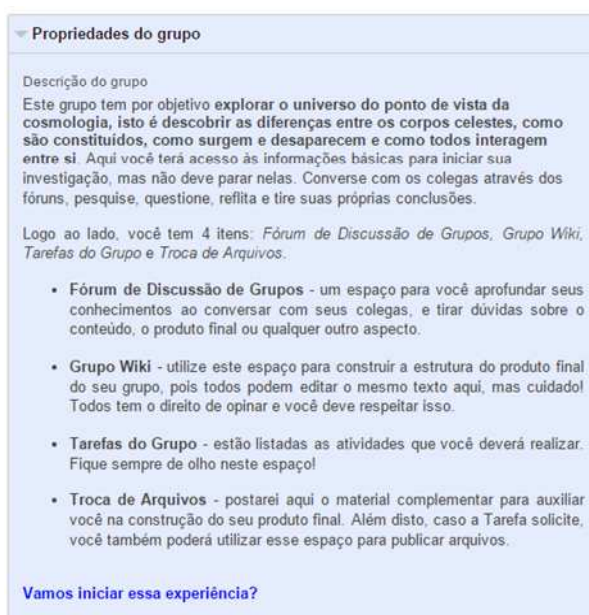 Propriedades do grupo
Descrição do grupo
Este grupo tem por objetivo explorar o universo do ponto de vista da
cosmologia, isto é descobrir as diferenças entre os corpos celestes, como
são constituídos, como surgem e desaparecem e como todos interagem
entre si. Aqui você terá acesso às informações básicas para iniciar sua
investigação, mas não deve parar nelas. Converse com os colegas através dos
fóruns, pesquise, questione, reflita e tire suas próprias conclusões.
Logo ao lado, você tem 4 itens: Fórum de Discussão de Grupos, Grupo Wiki,
Tarefas do Grupo e Troca de Arquivos.
• Fórum de Discussão de Grupos - um espaço para você aprofundar seus
conhecimentos ao conversar com seus colegas, e tirar dúvidas sobre o
conteúdo, o produto final ou qualquer outro aspecto.
• Grupo Wiki - utilize este espaço para construir a estrutura do produto final
do seu grupo, pois todos podem editar o mesmo texto aqui, mas cuidado!
Todos tem o direito de opinar e você deve respeitar isso.
• Tarefas do Grupo - estão listadas as atividades que você deverá realizar.
Fique sempre de olho neste espaço!
• Troca de Arquivos - postarei aqui o material complementar para auxiliar
você na construção do seu produto final. Além disto, caso a Tarefa solicite,
você também poderá utilizar esse espaço para publicar arquivos.
Vamos iniciar essa experiência?